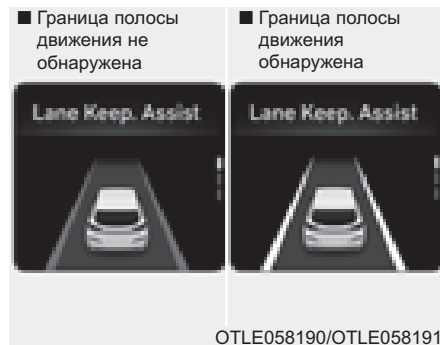 ■ Граница полосы
движения не
обнаружена
■ Граница полосы
движения
обнаружена
Lane Keep. Assist
Lane Keep. Assist
OTLE058190/OTLE058191